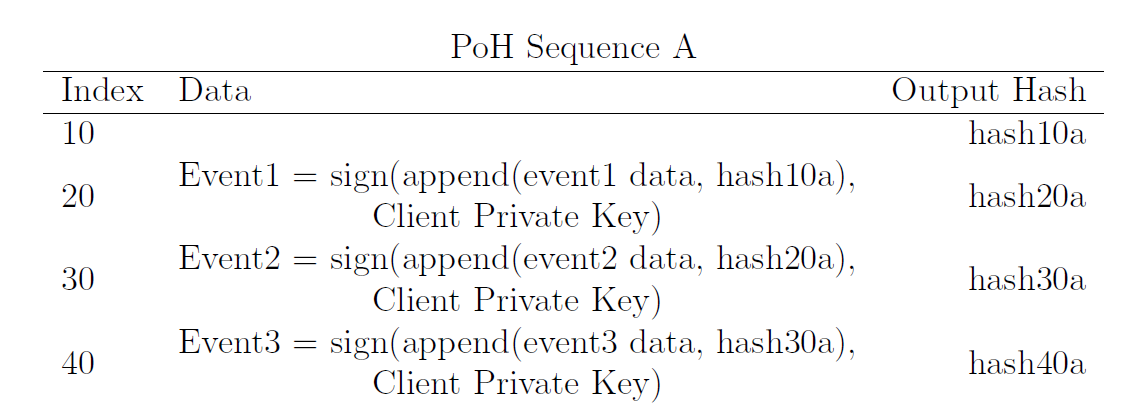 PoH Sequence A
Index Data Output Hash
10 hash10a
Event1 = sign(append(event1 data, hash10a),
20 hash20a
Client Private Key)
Event2 = sign(append(event2 data, hash20a),
30 hash30a
Client Private Key)
Event3 = sign(append(event3 data, hash30a),
40 hash40a
Client Private Key)